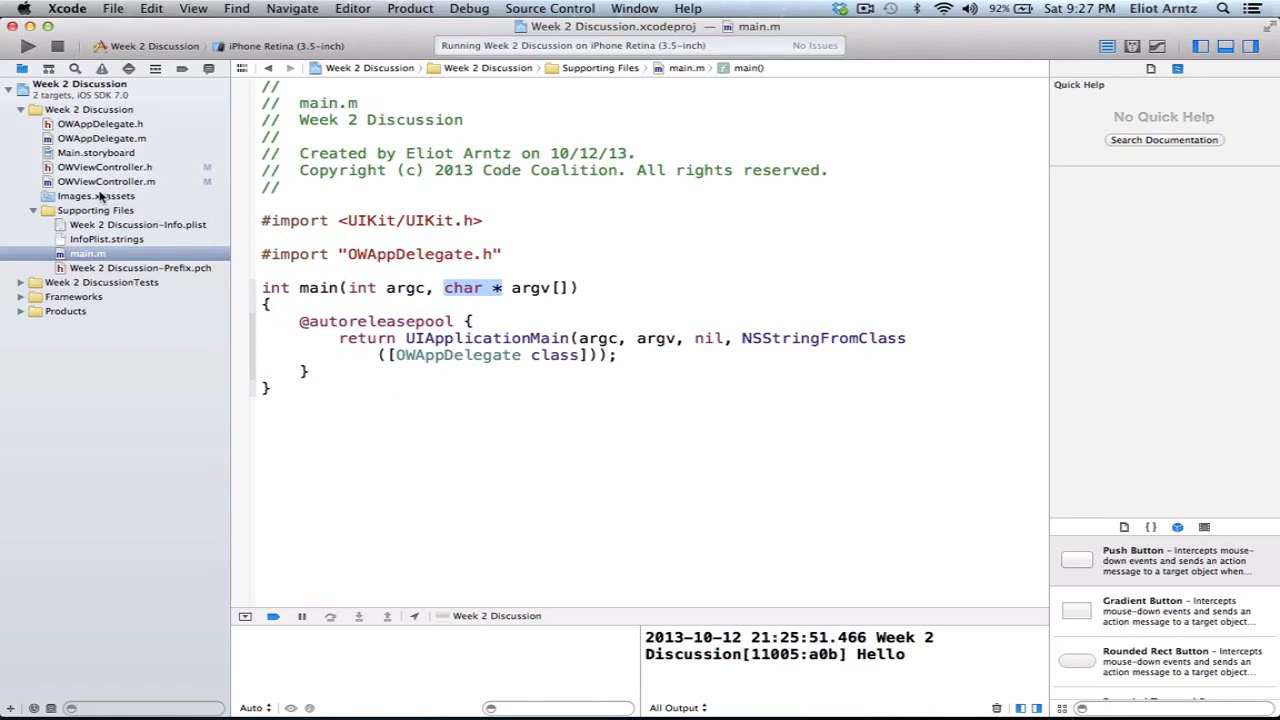 Xcode File Edit View Find Navigate Editor Product Debug Source Control Window Help 92% Sat 9:27 PM Eliot Arntz
Week 2 Discussion.xcodeproj — main.m
Week 2 Discussion iPhone Retina (3.5-inch) Running Week 2 Discussion on iPhone Retina (3.5-inch) No Issues
Week 2 Discussion Week 2 Discussion Supporting Files main.m main()
Week 2 Discussion
2 targets, iOS SDK 7.0
Week 2 Discussion
OWAppDelegate.h
OWAppDelegate.m
Main.storyboard
OWViewController.h M
OWViewController.m M
Images.xcassets
Supporting Files
Week 2 Discussion-Info.plist
InfoPlist.strings
main.m
Week 2 Discussion-Prefix.pch
Week 2 DiscussionTests
Frameworks
Products
//
// main.m
// Week 2 Discussion
//
// Created by Eliot Arntz on 10/12/13.
// Copyright (c) 2013 Code Coalition. All rights reserved.
//
#import <UIKit/UIKit.h>
#import "OWAppDelegate.h"
int main(int argc, char * argv[])
{
@autoreleasepool {
return UIApplicationMain(argc, argv, nil, NSStringFromClass
([OWAppDelegate class]));
}
}
Quick Help
No Quick Help
Search Documentation
Push Button - Intercepts mouse-
down events and sends an action
message to a target object when...
Gradient Button - Intercepts
mouse-down events and sends an
action message to a target object...
Rounded Rect Button - Intercepts
mouse-down events and sends an
action message to a target object...
Week 2 Discussion
2013-10-12 21:25:51.466 Week 2
Discussion[11005:a0b] Hello
Auto
All Output